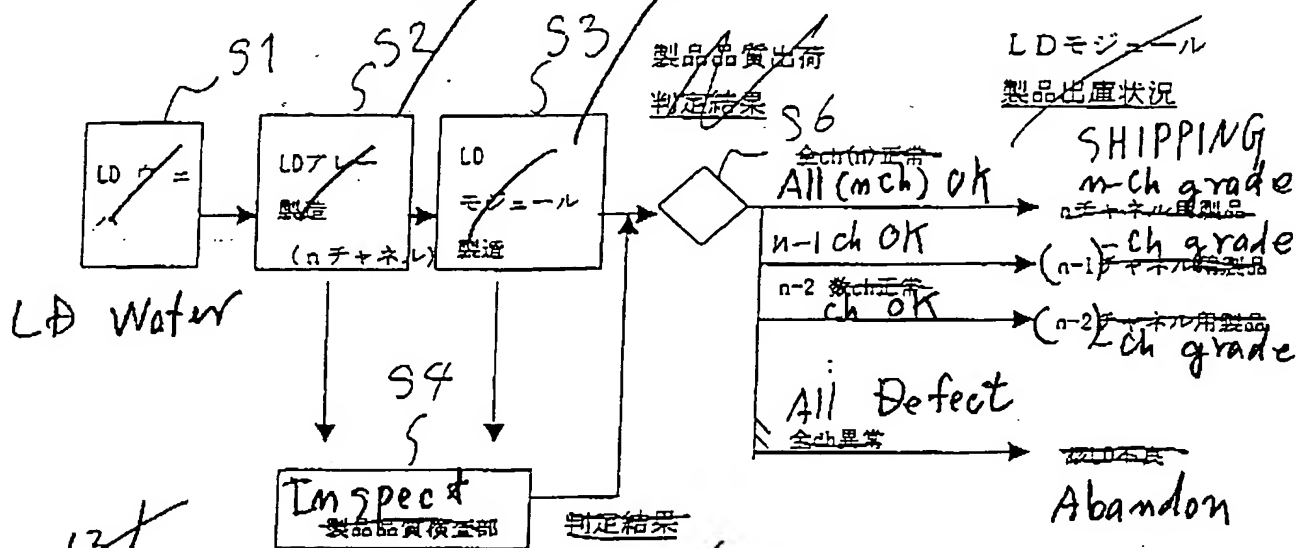 S1
S2
S3
製品品質出荷
判定結果
LDモジュール
製品出庫状況
S6
LD ウエ
ハ
LDアレー
製造
(nチャネル)
LD
モジュール
製造
全ch(n)正常
All (nch) OK
SHIPPING
n-ch grade
nチャネル用製品
n-1 ch OK
-ch grade
(n-1)チャネル用製品
n-2 数ch正常
ch OK
(n-2)チャネル用製品
-ch grade
LD Water
S4
All Defect
全ch異常
Abandon
Inspect
製品品質検査部
判定結果